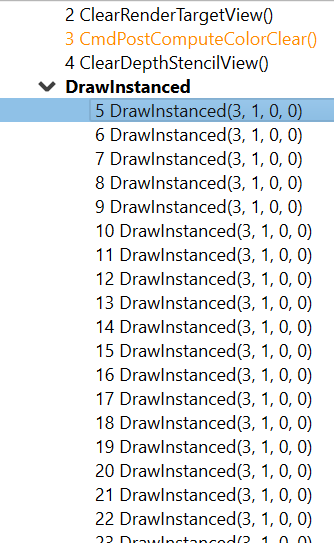 2 ClearRenderTargetView()
3 CmdPostComputeColorClear()
4 ClearDepthStencilView()
DrawInstanced
5 DrawInstanced(3, 1, 0, 0)
6 DrawInstanced(3, 1, 0, 0)
7 DrawInstanced(3, 1, 0, 0)
8 DrawInstanced(3, 1, 0, 0)
9 DrawInstanced(3, 1, 0, 0)
10 DrawInstanced(3, 1, 0, 0)
11 DrawInstanced(3, 1, 0, 0)
12 DrawInstanced(3, 1, 0, 0)
13 DrawInstanced(3, 1, 0, 0)
14 DrawInstanced(3, 1, 0, 0)
15 DrawInstanced(3, 1, 0, 0)
16 DrawInstanced(3, 1, 0, 0)
17 DrawInstanced(3, 1, 0, 0)
18 DrawInstanced(3, 1, 0, 0)
19 DrawInstanced(3, 1, 0, 0)
20 DrawInstanced(3, 1, 0, 0)
21 DrawInstanced(3, 1, 0, 0)
22 DrawInstanced(3, 1, 0, 0)
23 DrawInstanced(3, 1, 0, 0)